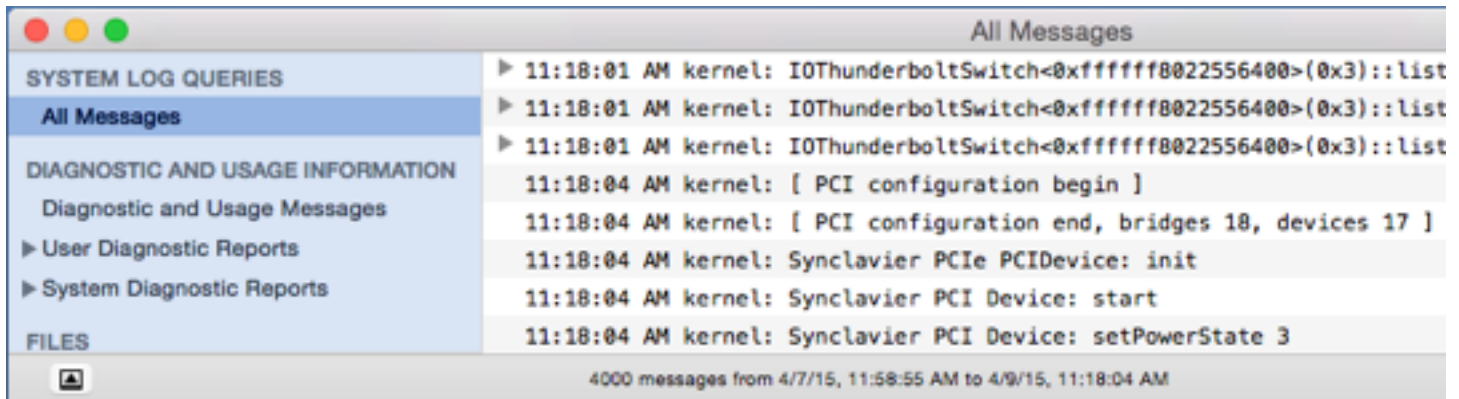 All Messages
SYSTEM LOG QUERIES
All Messages
DIAGNOSTIC AND USAGE INFORMATION
Diagnostic and Usage Messages
User Diagnostic Reports
System Diagnostic Reports
FILES
11:18:01 AM kernel: IOThunderboltSwitch<0xffffff8022556400>(0x3)::list
11:18:01 AM kernel: IOThunderboltSwitch<0xffffff8022556400>(0x3)::list
11:18:01 AM kernel: IOThunderboltSwitch<0xffffff8022556400>(0x3)::list
11:18:04 AM kernel: [ PCI configuration begin ]
11:18:04 AM kernel: [ PCI configuration end, bridges 18, devices 17 ]
11:18:04 AM kernel: Synclavier PCIe PCIDevice: init
11:18:04 AM kernel: Synclavier PCI Device: start
11:18:04 AM kernel: Synclavier PCI Device: setPowerState 3
4000 messages from 4/7/15, 11:58:55 AM to 4/9/15, 11:18:04 AM